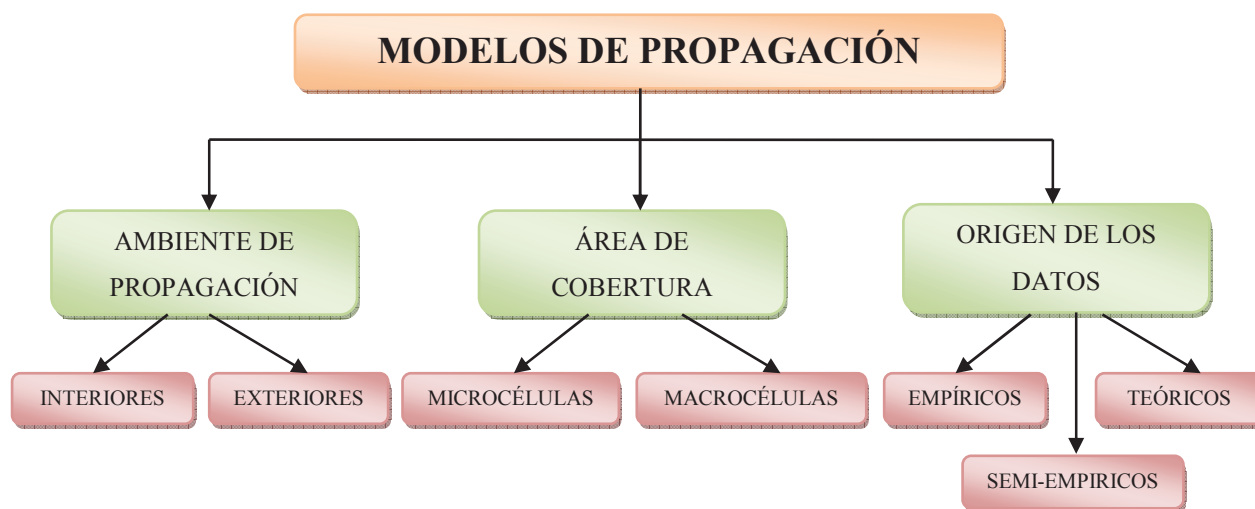 MODELOS DE PROPAGACIÓN
AMBIENTE DE
PROPAGACIÓN
ÁREA DE
COBERTURA
ORIGEN DE LOS
DATOS
INTERIORES
EXTERIORES
MICROCÉLULAS
MACROCÉLULAS
EMPÍRICOS
TEÓRICOS
SEMI-EMPIRICOS